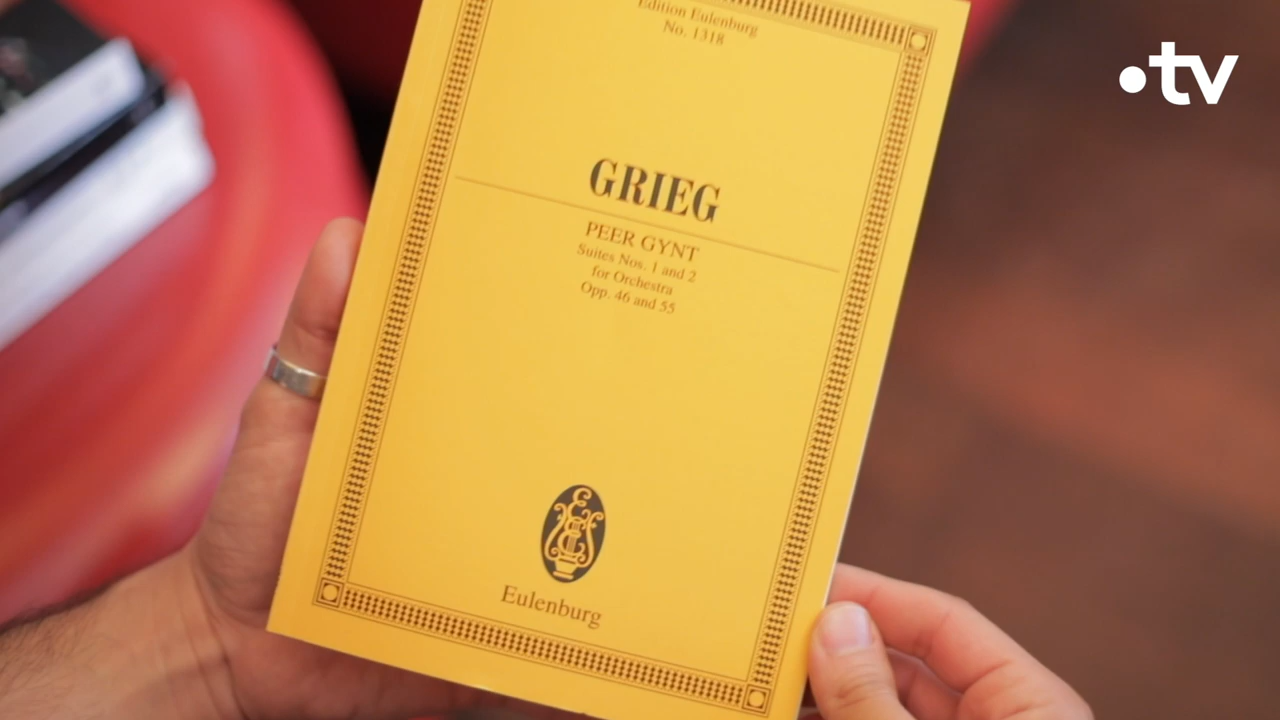 Edition Eulenburg
No. 1318
GRIEG
PEER GYNT
Suites Nos. 1 and 2
for Orchestra
Opp. 46 and 55
Eulenburg
•tv